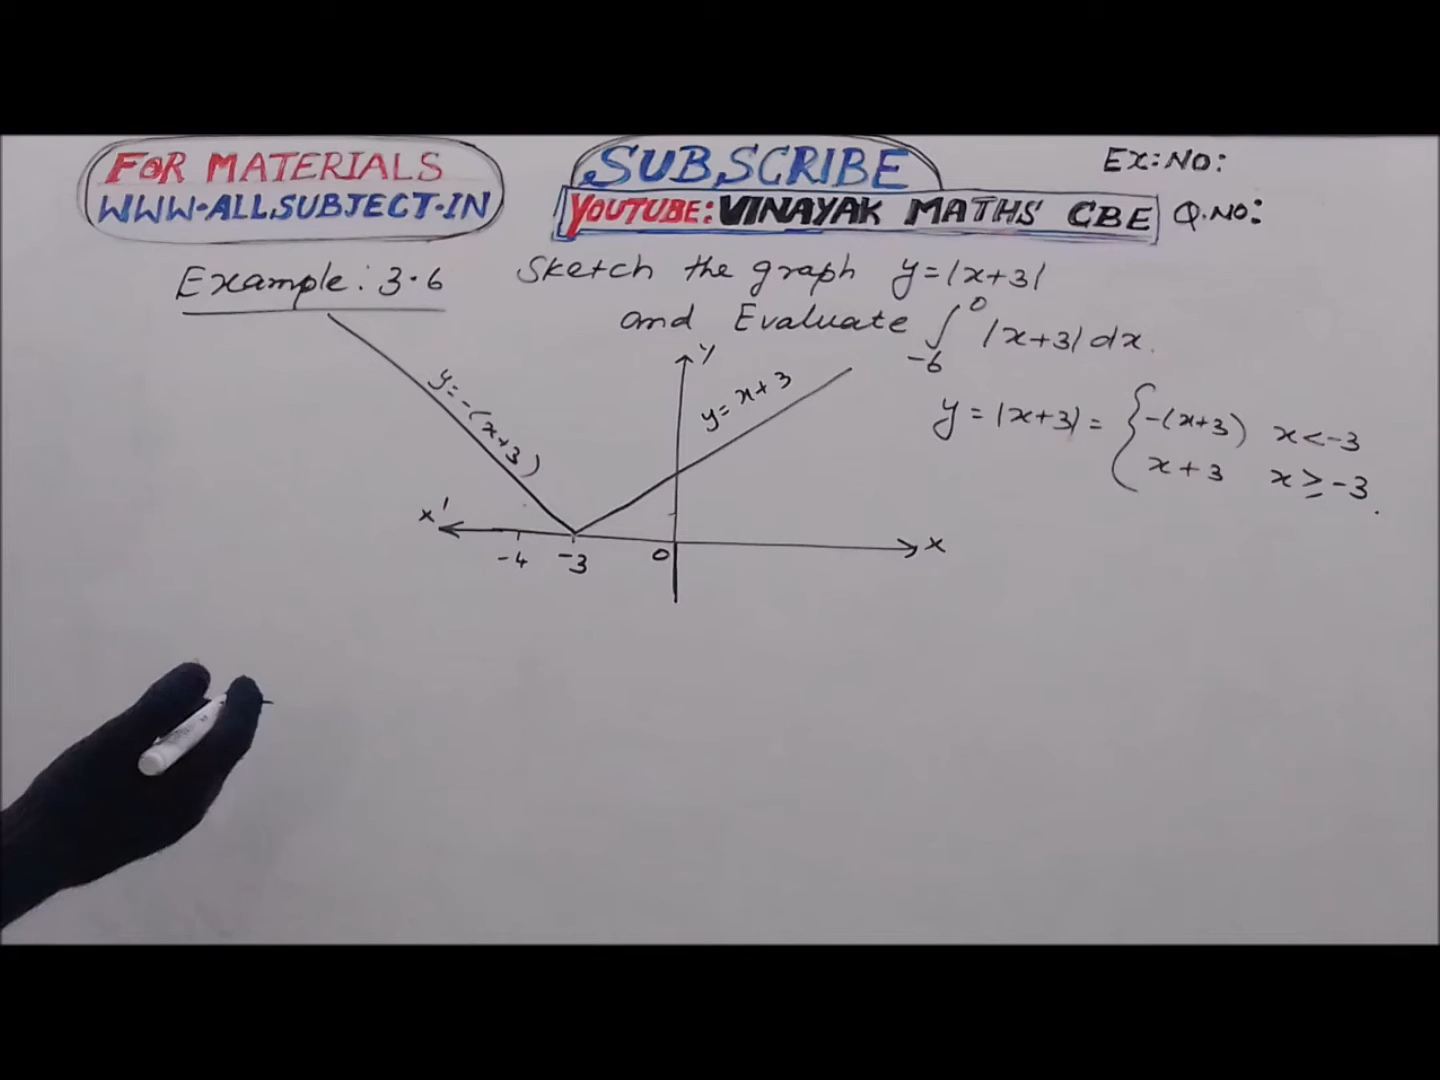 FOR MATERIALS
WWW.ALLSUBJECT.IN
SUBSCRIBE
YOUTUBE: VINAYAK MATHS CBE
EX:NO:
Q.NO:
Example: 3.6
Sketch the graph y=|x+3|
and Evaluate ∫_{-6}^{0} |x+3| dx.
y
y=-(x+3)
y=x+3
y = |x+3| = { -(x+3) x<-3
x+3 x≥-3.
x'
x
-4 -3 0